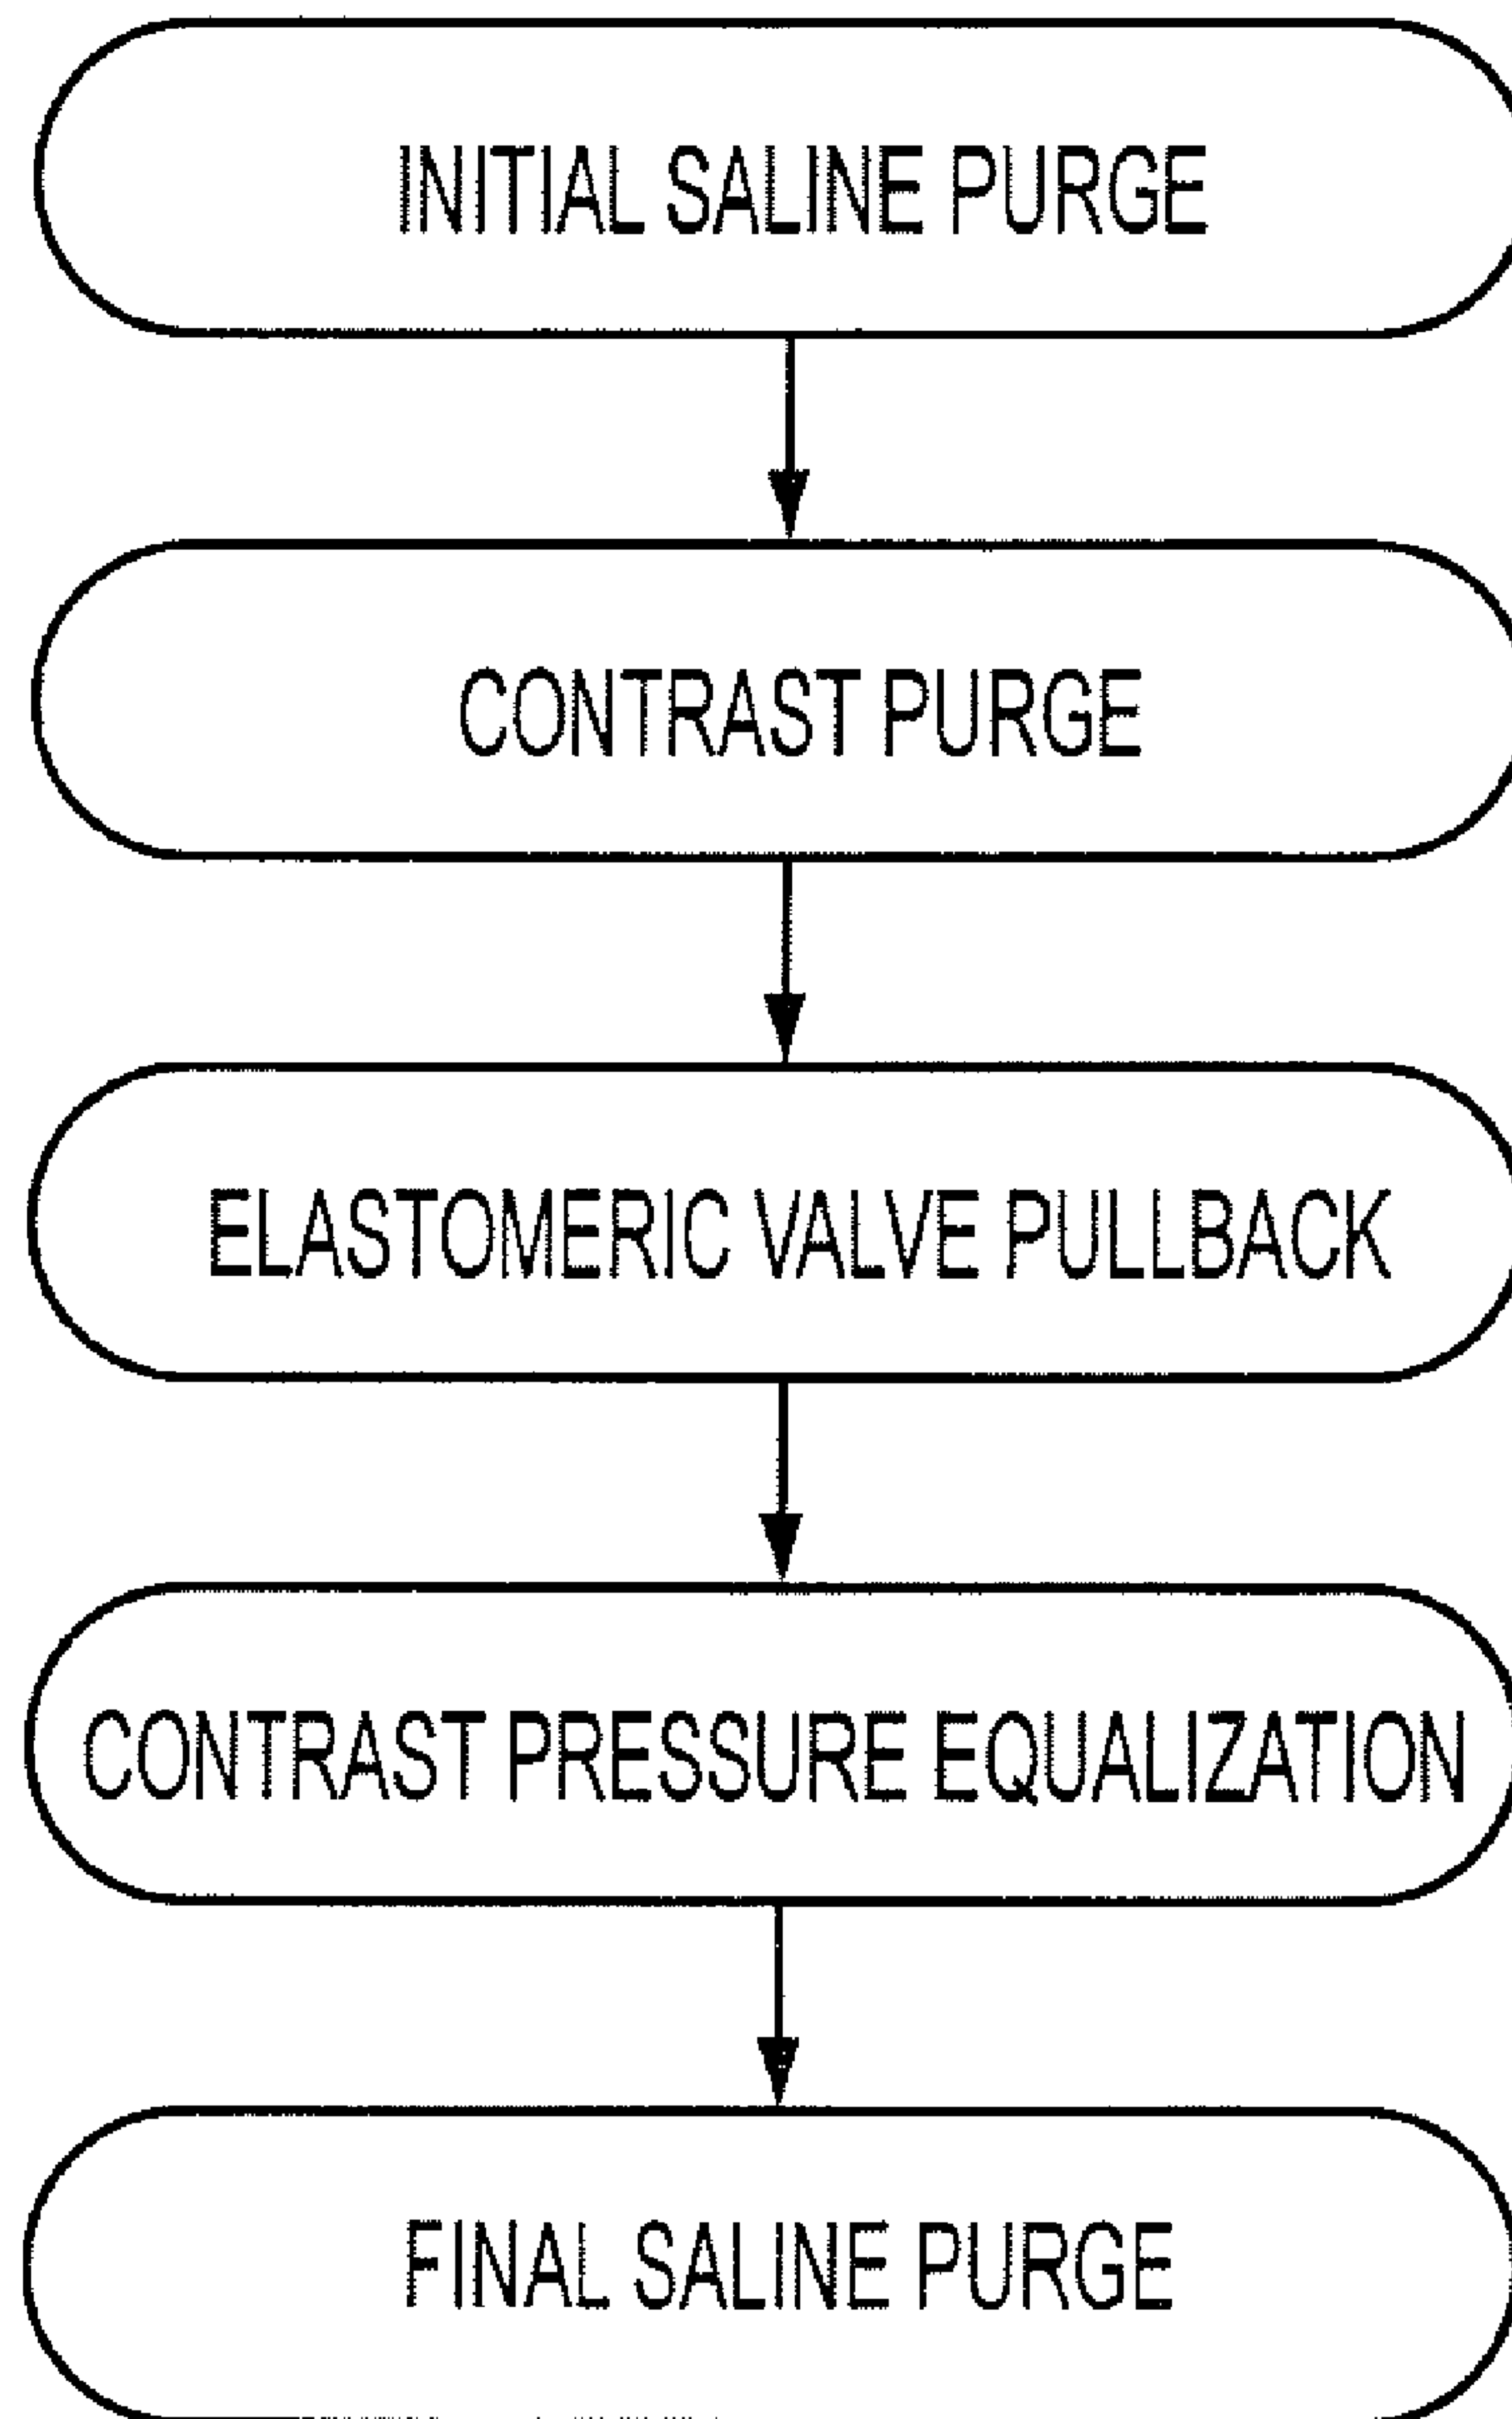 INITIAL SALINE PURGE
CONTRAST PURGE
ELASTOMERIC VALVE PULLBACK
CONTRAST PRESSURE EQUALIZATION
FINAL SALINE PURGE